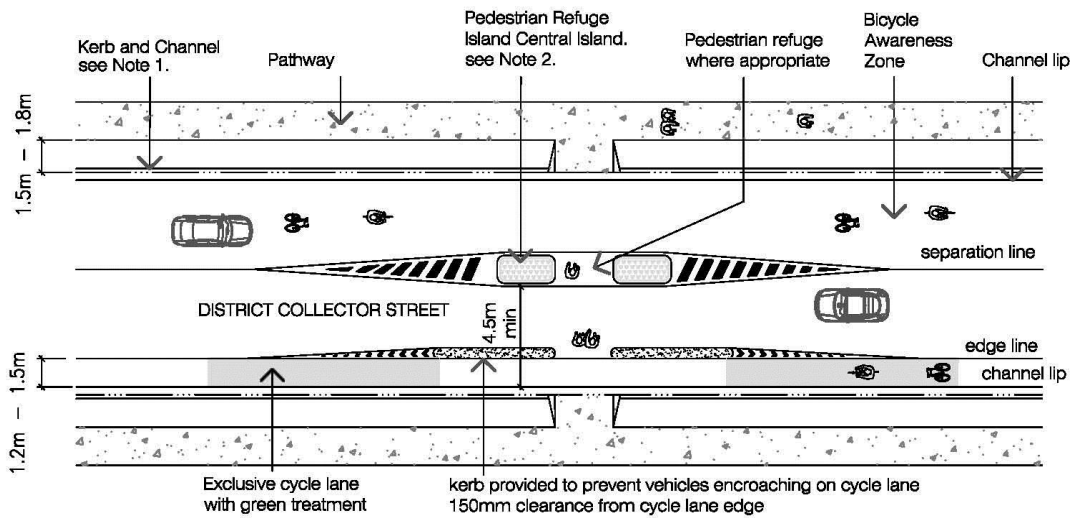 Kerb and Channel
see Note 1.
Pathway
Pedestrian Refuge
Island Central Island.
see Note 2.
Pedestrian refuge
where appropriate
Bicycle
Awareness
Zone
Channel lip
1.5m – 1.8m
separation line
DISTRICT COLLECTOR STREET
4.5m
min
edge line
channel lip
1.2m – 1.5m
Exclusive cycle lane
with green treatment
kerb provided to prevent vehicles encroaching on cycle lane
150mm clearance from cycle lane edge